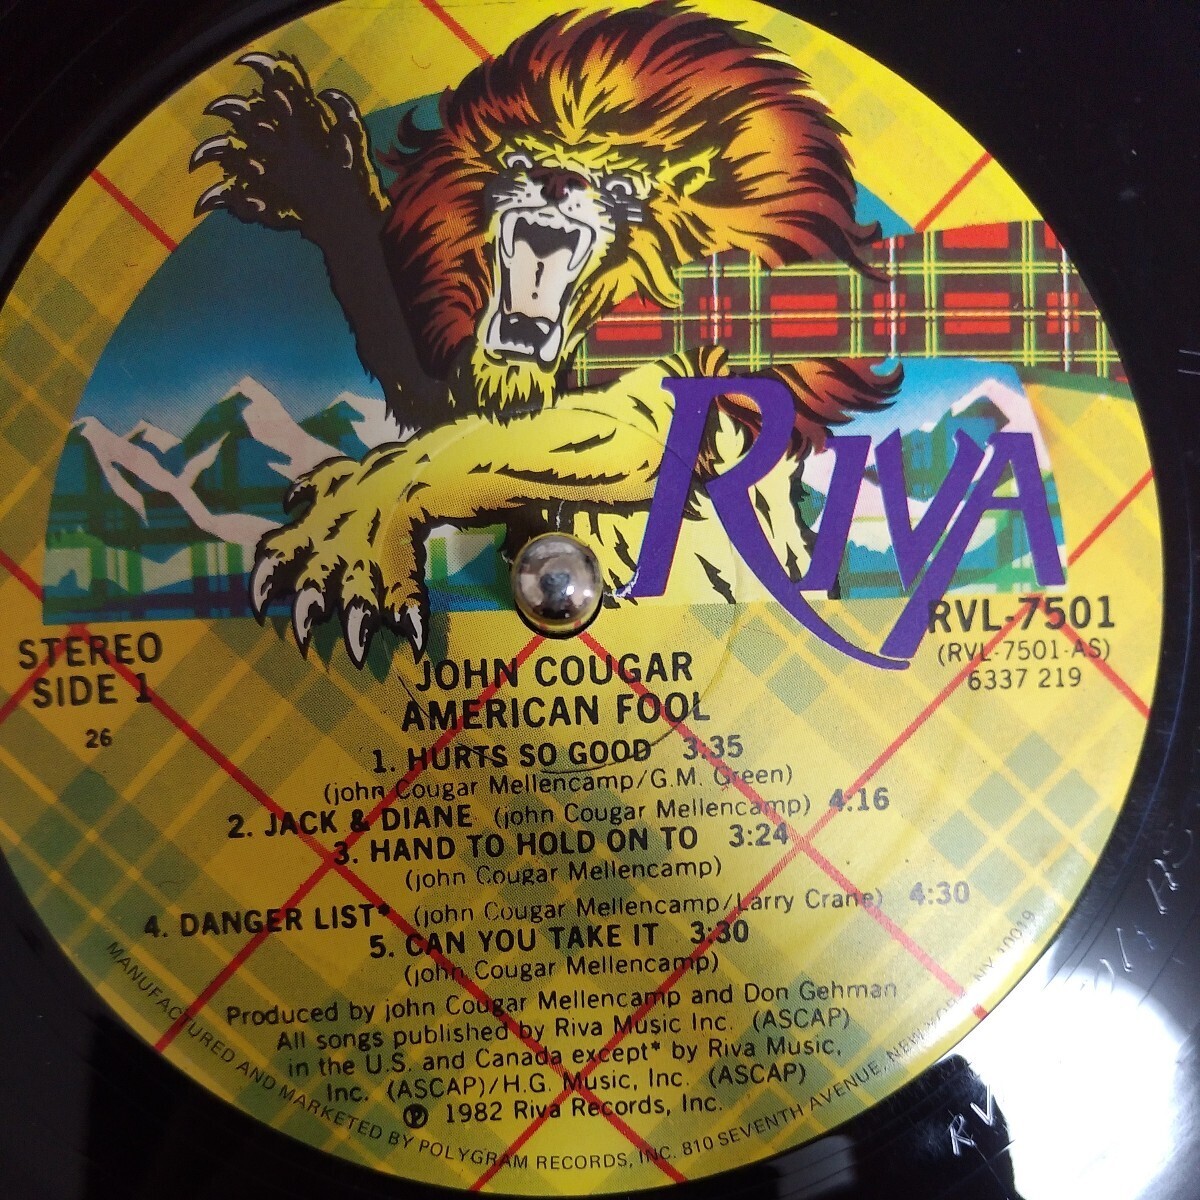 RIVA
RVL-7501
(RVL-7501-AS)
6337 219
STEREO
SIDE 1
26
JOHN COUGAR
AMERICAN FOOL
1. HURTS SO GOOD 3:35
(john Cougar Mellencamp/G.M. Green)
2. JACK & DIANE (john Cougar Mellencamp) 4:16
3. HAND TO HOLD ON TO 3:24
(john Cougar Mellencamp)
4. DANGER LIST* (john Cougar Mellencamp/Larry Crane) 4:30
5. CAN YOU TAKE IT 3:30
(john Cougar Mellencamp)
Produced by john Cougar Mellencamp and Don Gehman
All songs published by Riva Music Inc. (ASCAP)
in the U.S. and Canada except* by Riva Music,
Inc. (ASCAP)/H.G. Music, Inc. (ASCAP)
℗ 1982 Riva Records, Inc.
MANUFACTURED AND MARKETED BY POLYGRAM RECORDS, INC. 810 SEVENTH AVENUE, NEW YORK, NY 10019